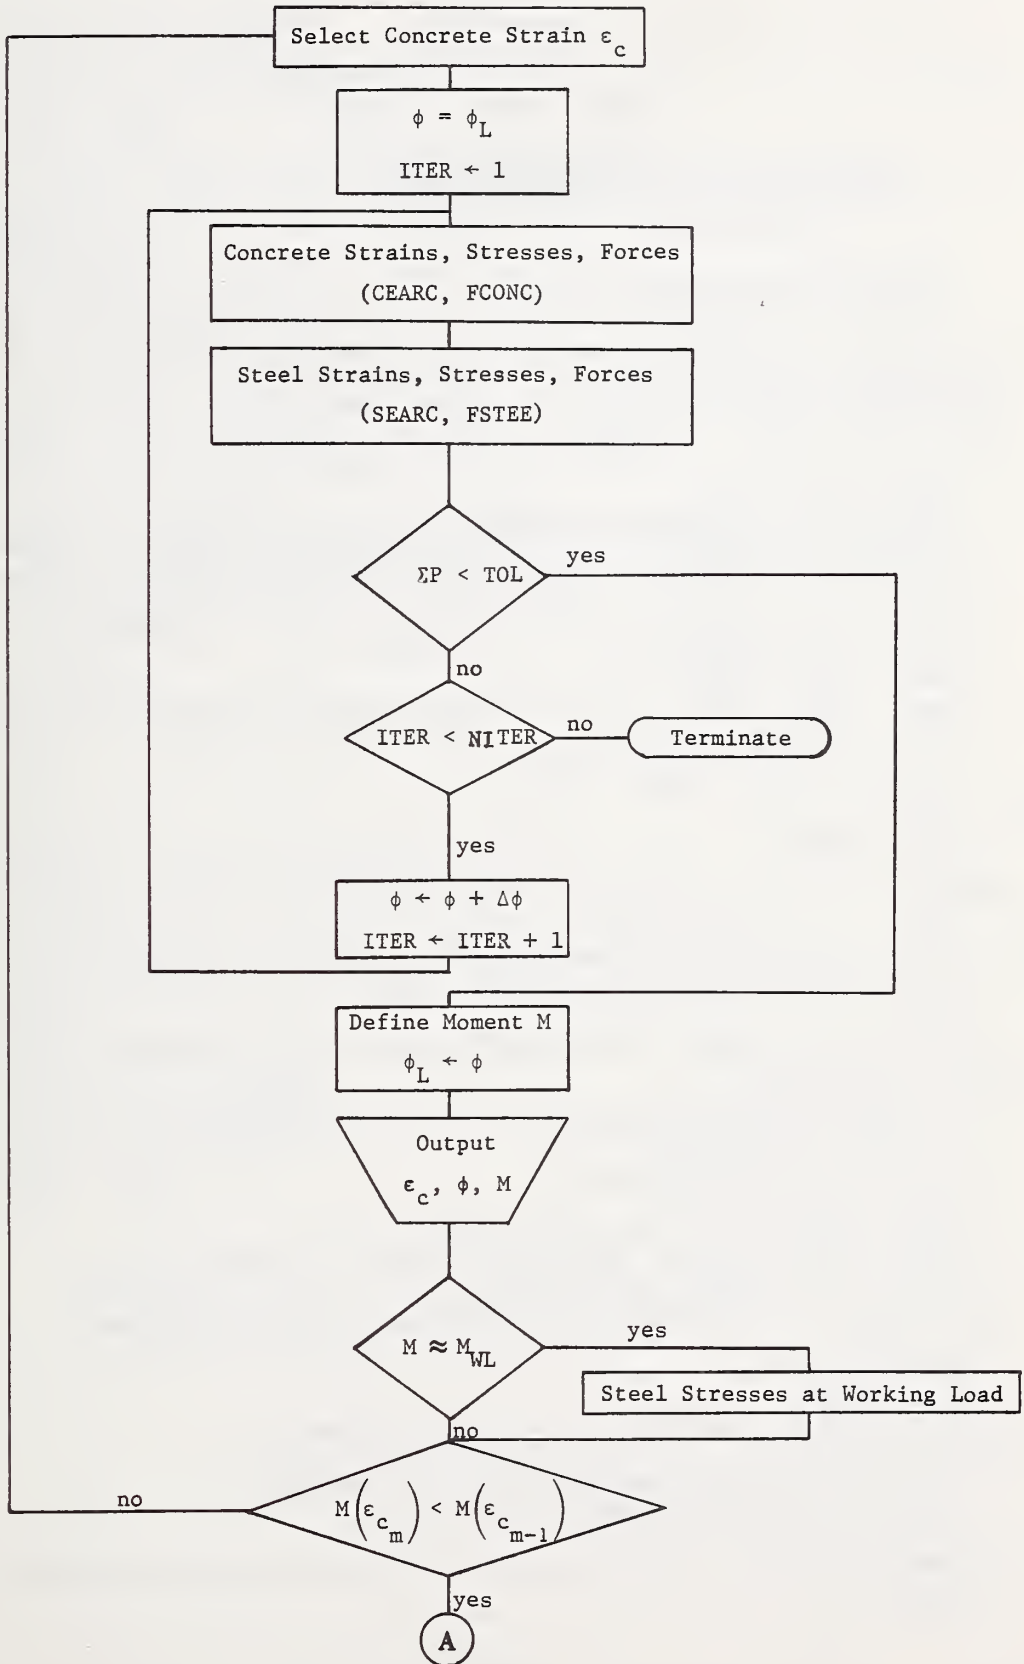 Select Concrete Strain ε_c
ϕ = ϕ_L
ITER ← 1
Concrete Strains, Stresses, Forces
(CEARC, FCONC)
Steel Strains, Stresses, Forces
(SEARC, FSTEE)
ΣP < TOL
yes
no
ITER < NITER
no
Terminate
yes
ϕ ← ϕ + Δϕ
ITER ← ITER + 1
Define Moment M
ϕ_L ← ϕ
Output
ε_c, ϕ, M
M ≈ M_WL
yes
Steel Stresses at Working Load
no
M(ε_c_m) < M(ε_c_m-1)
no
yes
A